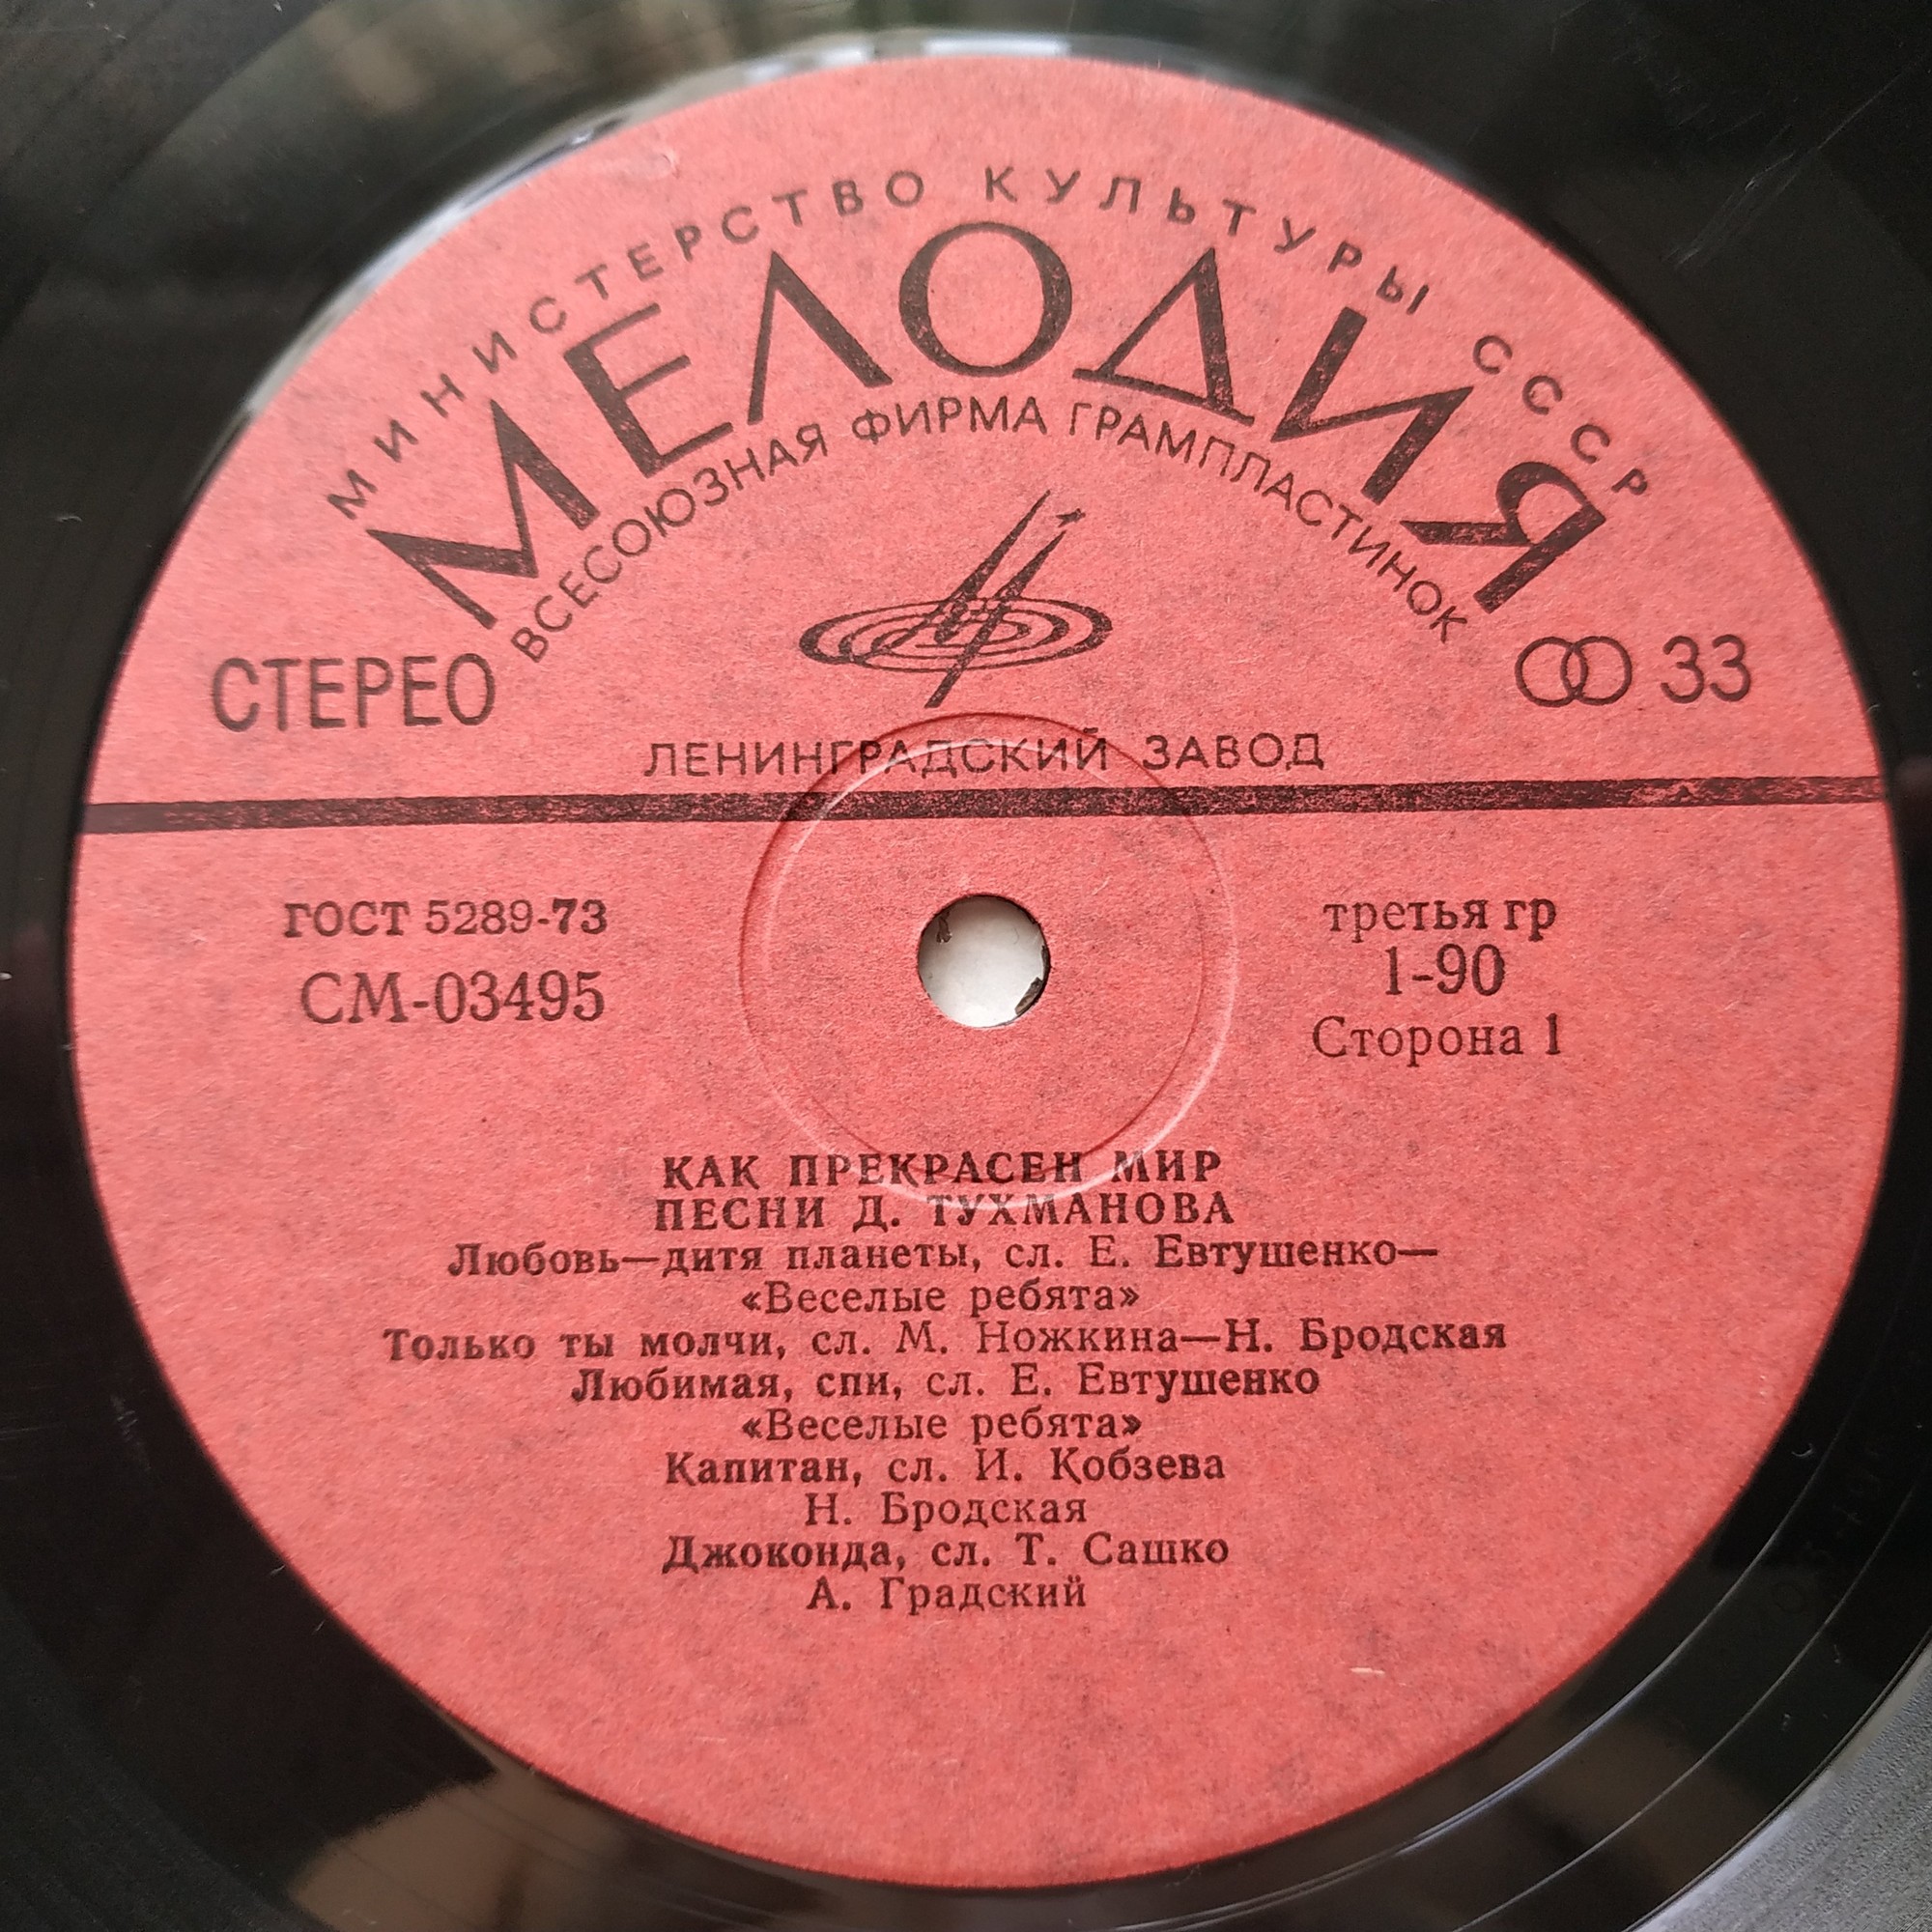 МИНИСТЕРСТВО КУЛЬТУРЫ СССР
МЕЛОДИЯ
ВСЕСОЮЗНАЯ ФИРМА ГРАМПЛАСТИНОК
СТЕРЕО
33
ЛЕНИНГРАДСКИЙ ЗАВОД
ГОСТ 5289-73
СМ-03495
третья гр
1-90
Сторона 1
КАК ПРЕКРАСЕН МИР
ПЕСНИ Д. ТУХМАНОВА
Любовь—дитя планеты, сл. Е. Евтушенко—
«Веселые ребята»
Только ты молчи, сл. М. Ножкина—Н. Бродская
Любимая, спи, сл. Е. Евтушенко
«Веселые ребята»
Капитан, сл. И. Кобзева
Н. Бродская
Джоконда, сл. Т. Сашко
А. Градский